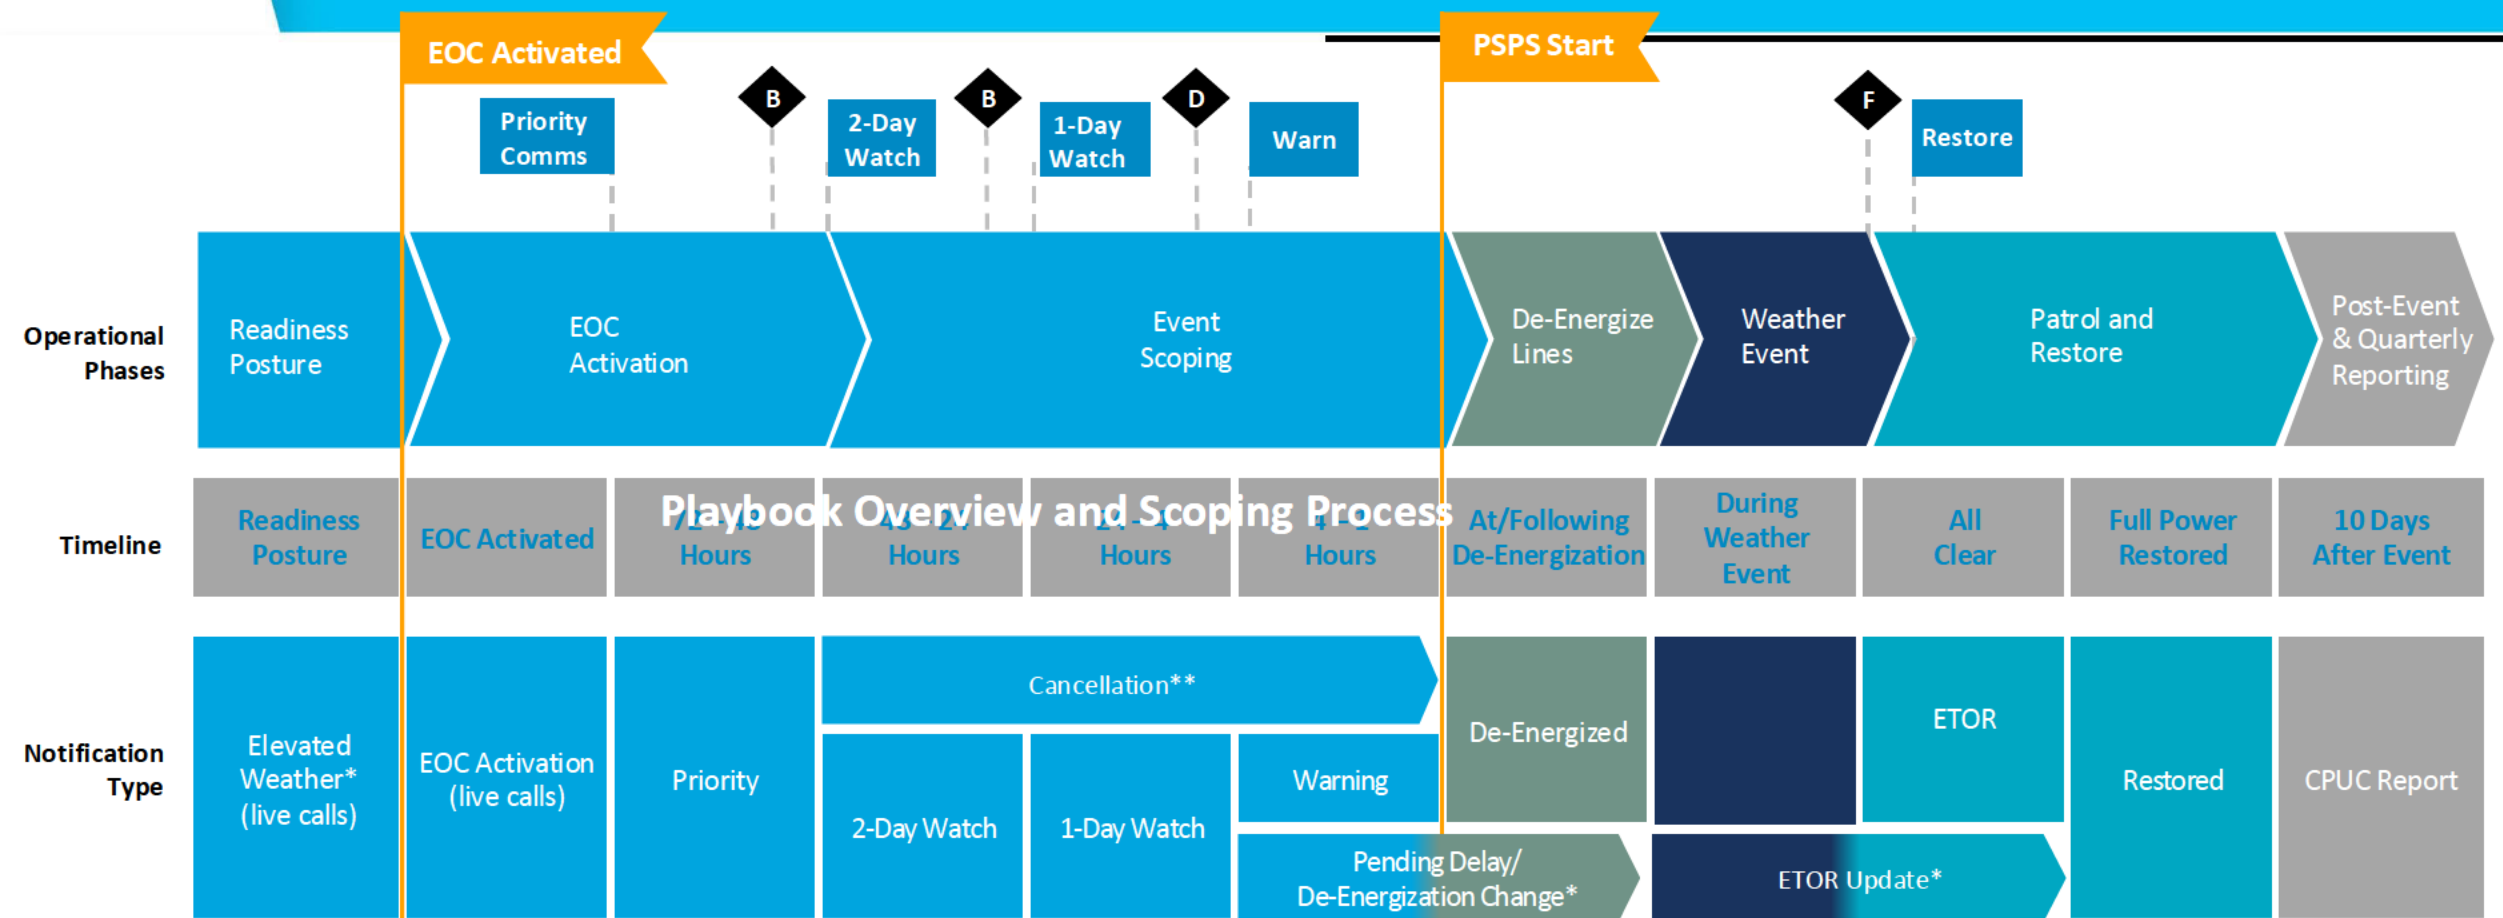 EOC Activated
PSPS Start
B
B
D
F
Priority
Comms
2-Day
Watch
1-Day
Watch
Warn
Restore
Operational
Phases
Readiness
Posture
EOC
Activation
Event
Scoping
De-Energize
Lines
Weather
Event
Patrol and
Restore
Post-Event
& Quarterly
Reporting
Playbook Overview and Scoping Process
Timeline
Readiness
Posture
EOC Activated
Hours
Hours
Hours
Hours
At/Following
De-Energization
During
Weather
Event
All
Clear
Full Power
Restored
10 Days
After Event
Notification
Type
Elevated
Weather*
(live calls)
EOC Activation
(live calls)
Priority
Cancellation**
2-Day Watch
1-Day Watch
Warning
Pending Delay/
De-Energization Change*
De-Energized
ETOR
ETOR Update*
Restored
CPUC Report